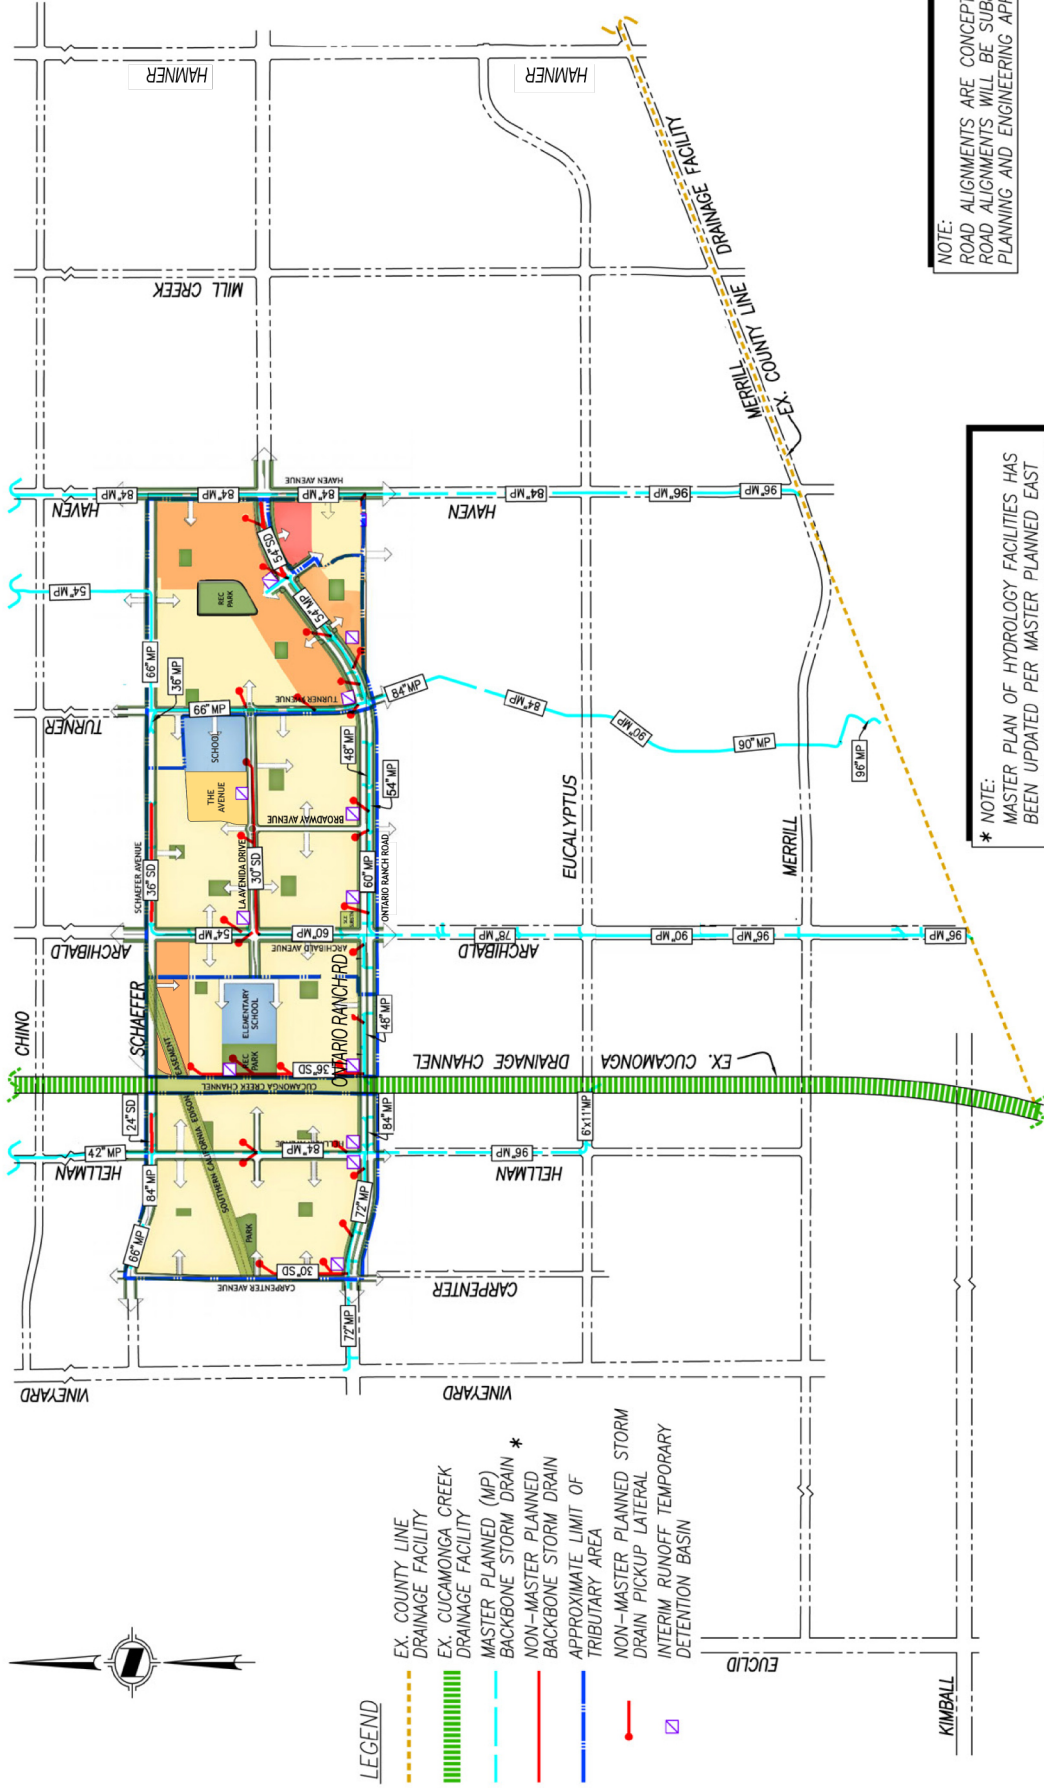 HAMNER
HAMNER
MILL CREEK
DRAINAGE FACILITY
MERRILL
EX. COUNTY LINE
NOTE:
ROAD ALIGNMENTS ARE
ROAD ALIGNMENTS WILL BE
PLANNING AND ENGINEERING
* NOTE:
MASTER PLAN OF HYDROLOGY FACILITIES HAS
BEEN UPDATED PER MASTER PLANNED EAST
HAVEN
84" MP
84" MP
84" MP
HAVEN AVENUE
HAVEN
84" MP
96" MP
96" MP
54" MP
54" SD
54" MP
REC
PARK
66" MP
36" MP
TURNER
66 MP
TURNER AVENUE
84" MP
84" MP
90" MP
90" MP
96" MP
SCHOOL
THE
AVENUE
48" MP
54" MP
BROADWAY AVENUE
SCHAEFER AVENUE
36" SD
LA AVENIDA DRIVE
30" SD
60" MP
ONTARIO RANCH ROAD
EUCALYPTUS
MERRILL
ARCHIBALD
54" MP
60" MP
ARCHIBALD AVENUE
78" MP
ARCHIBALD
90" MP
96" MP
96" MP
CHINO
SCHAEFER
EASEMENT
ELEMENTARY
SCHOOL
REC
PARK
ONTARIO RANCH RD
48" MP
36" SD
CUCAMONGA CREEK CHANNEL
EX. CUCAMONGA
DRAINAGE CHANNEL
24" SD
42" MP
HELLMAN
84" MP
84" MP
84" MP
96" MP
HELLMAN
6'x11' MP
SOUTHERN CALIFORNIA EDISON
66" MP
PARK
72" MP
30" SD
CARPENTER AVENUE
CARPENTER
72" MP
VINEYARD
VINEYARD
EUCLID
KIMBALL
LEGEND
EX. COUNTY LINE
DRAINAGE FACILITY
EX. CUCAMONGA CREEK
DRAINAGE FACILITY
MASTER PLANNED (MP)
BACKBONE STORM DRAIN *
NON-MASTER PLANNED
BACKBONE STORM DRAIN
APPROXIMATE LIMIT OF
TRIBUTARY AREA
NON-MASTER PLANNED STORM
DRAIN PICKUP LATERAL
INTERIM RUNOFF TEMPORARY
DETENTION BASIN